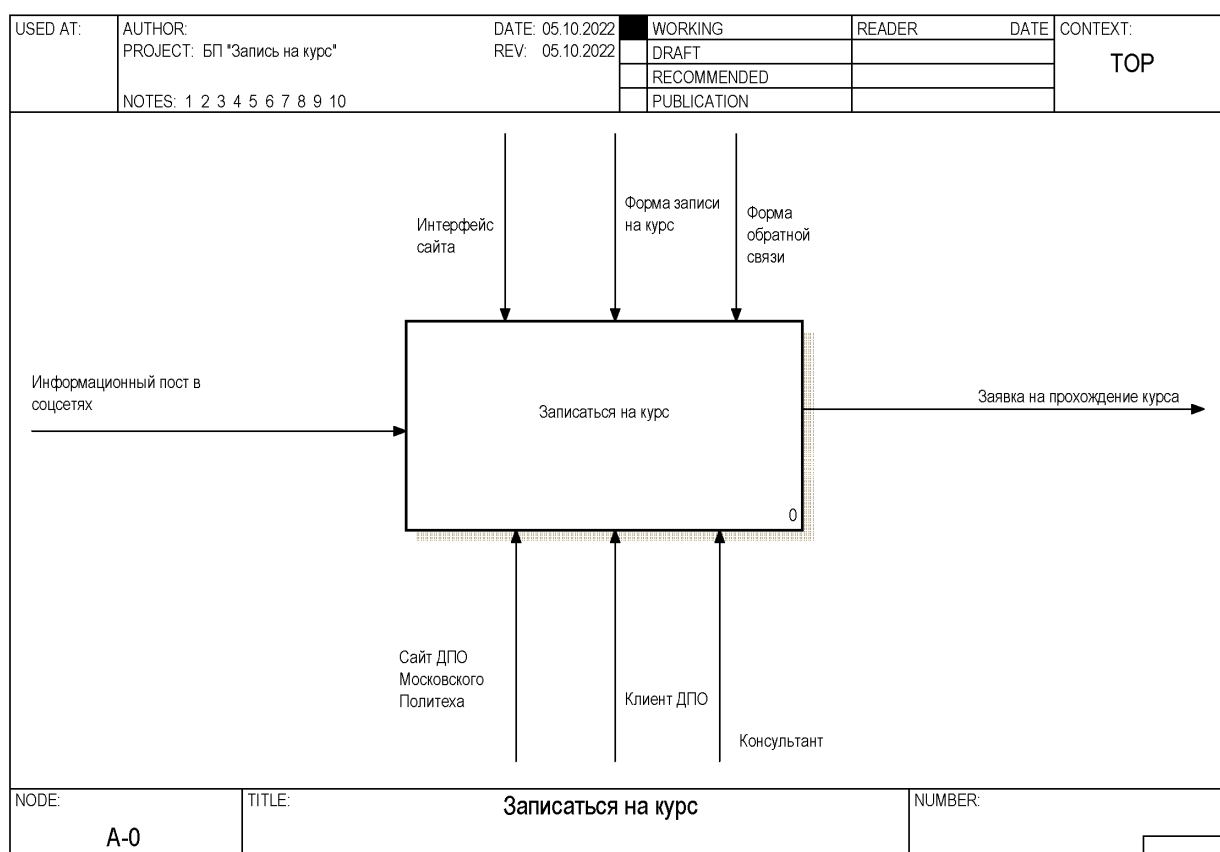 USED AT:
AUTHOR:
DATE: 05.10.2022
PROJECT: БП "Запись на курс"
REV: 05.10.2022
NOTES: 1 2 3 4 5 6 7 8 9 10
WORKING
DRAFT
RECOMMENDED
PUBLICATION
READER
DATE
CONTEXT:
TOP
Интерфейс
сайта
Форма записи
на курс
Форма
обратной
связи
Информационный пост в
соцсетях
Записаться на курс
0
Заявка на прохождение курса
Сайт ДПО
Московского
Политеха
Клиент ДПО
Консультант
NODE:
A-0
TITLE:
Записаться на курс
NUMBER: